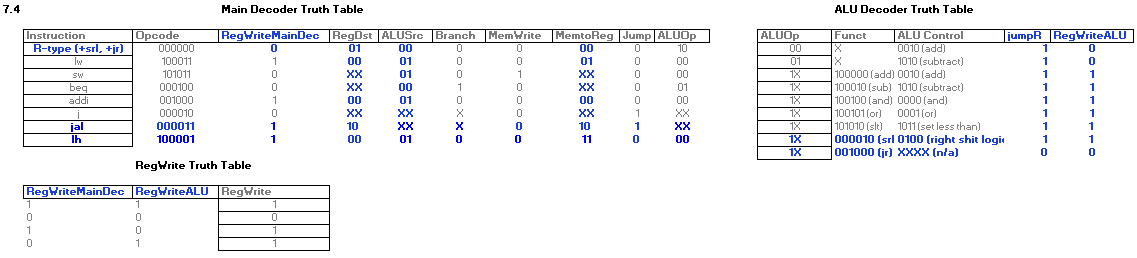 7.4 Main Decoder Truth Table ALU Decoder Truth Table
Instruction Opcode RegWriteMainDec RegDst ALUSrc Branch MemWrite MemtoReg Jump ALUOp ALUOp Funct ALU Control jumpR RegWriteALU
R-type (+srl, +jr) 000000 0 01 00 0 0 00 0 10 00 X 0010 (add) 1 0
lw 100011 1 00 01 0 0 01 0 00 01 X 1010 (subtract) 1 0
sw 101011 0 XX 01 0 1 XX 0 00 1X 100000 (add) 0010 (add) 1 1
beq 000100 0 XX 00 1 0 XX 0 01 1X 100010 (sub) 1010 (subtract) 1 1
addi 001000 1 00 01 0 0 00 0 00 1X 100100 (and) 0000 (and) 1 1
j 000010 0 XX XX X 0 XX 1 XX 1X 100101 (or) 0001 (or) 1 1
jal 000011 1 10 XX X 0 10 1 XX 1X 101010 (slt) 1011 (set less than) 1 1
lh 100001 1 00 01 0 0 11 0 00 1X 000010 (srl 0100 (right shit logic 1 1
1X 001000 (jr) XXXX (n/a) 0 0
RegWrite Truth Table
RegWriteMainDec RegWriteALU RegWrite
1 1 1
0 0 0
1 0 1
0 1 1